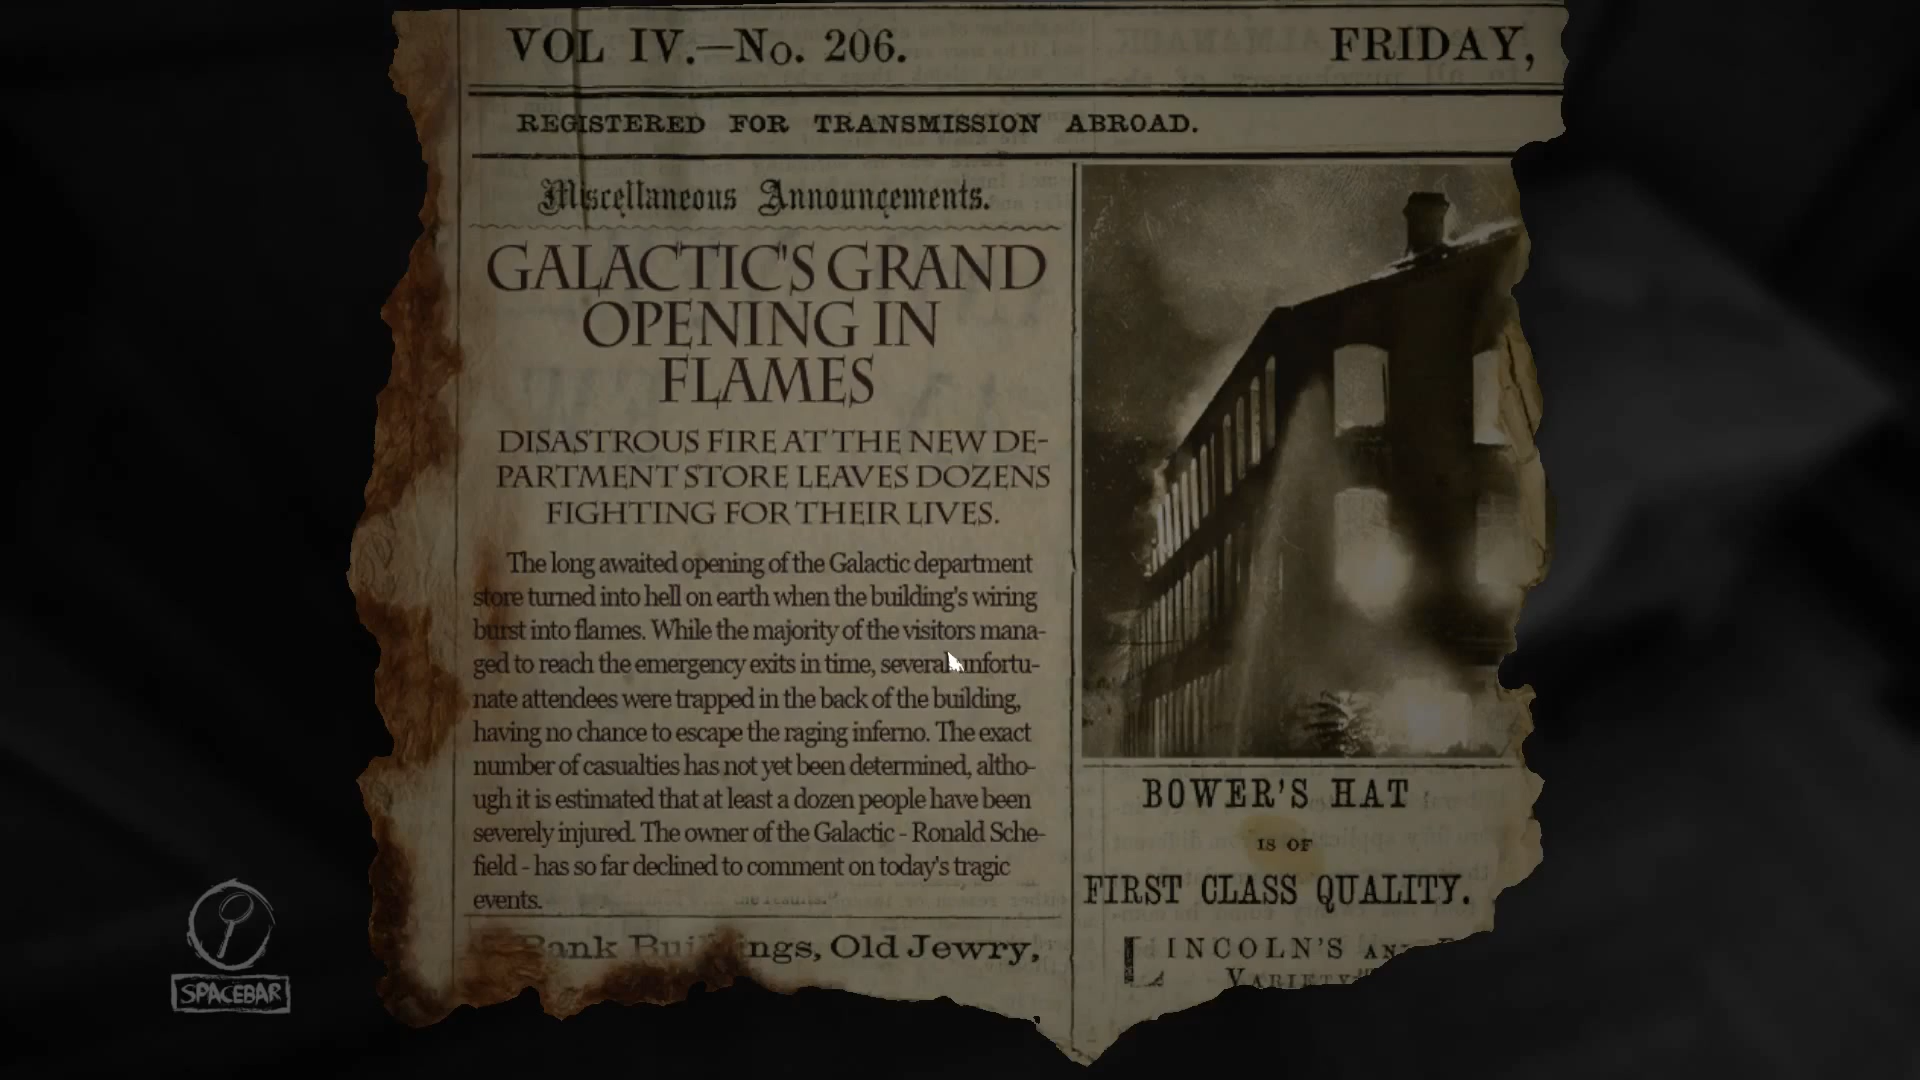 VOL IV.—No. 206.
FRIDAY,
REGISTERED FOR TRANSMISSION ABROAD.
Miscellaneous Announcements.
GALACTIC'S GRAND
OPENING IN
FLAMES
DISASTROUS FIRE AT THE NEW DE-
PARTMENT STORE LEAVES DOZENS
FIGHTING FOR THEIR LIVES.
The long awaited opening of the Galactic department
store turned into hell on earth when the building's wiring
burst into flames. While the majority of the visitors mana-
ged to reach the emergency exits in time, several unfortu-
nate attendees were trapped in the back of the building,
having no chance to escape the raging inferno. The exact
number of casualties has not yet been determined, altho-
ugh it is estimated that at least a dozen people have been
severely injured. The owner of the Galactic - Ronald Sche-
field - has so far declined to comment on today's tragic
events.
Bank Buildings, Old Jewry,
BOWER'S HAT
IS OF
FIRST CLASS QUALITY.
LINCOLN'S
VARIETY
SPACEBAR